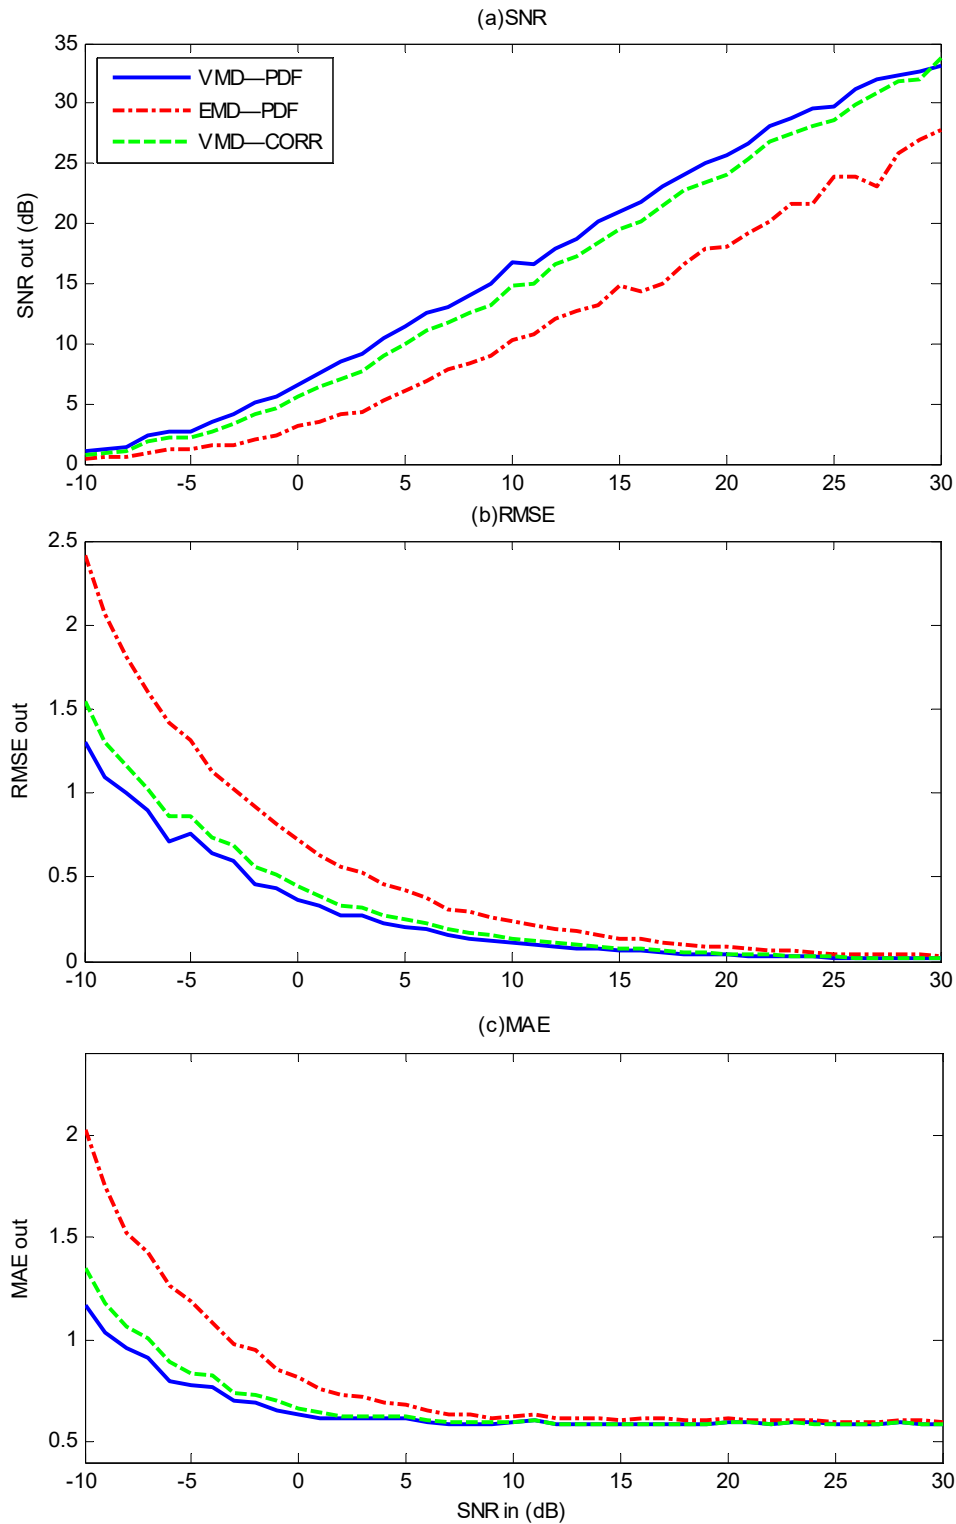 (a)SNR
35
30
25
20
15
10
5
0
SNR out (dB)
VMD—PDF
EMD—PDF
VMD—CORR
-10 -5 0 5 10 15 20 25 30
(b)RMSE
2.5
2
1.5
1
0.5
0
RMSE out
-10 -5 0 5 10 15 20 25 30
(c)MAE
2
1.5
1
0.5
MAE out
-10 -5 0 5 10 15 20 25 30
SNR in (dB)